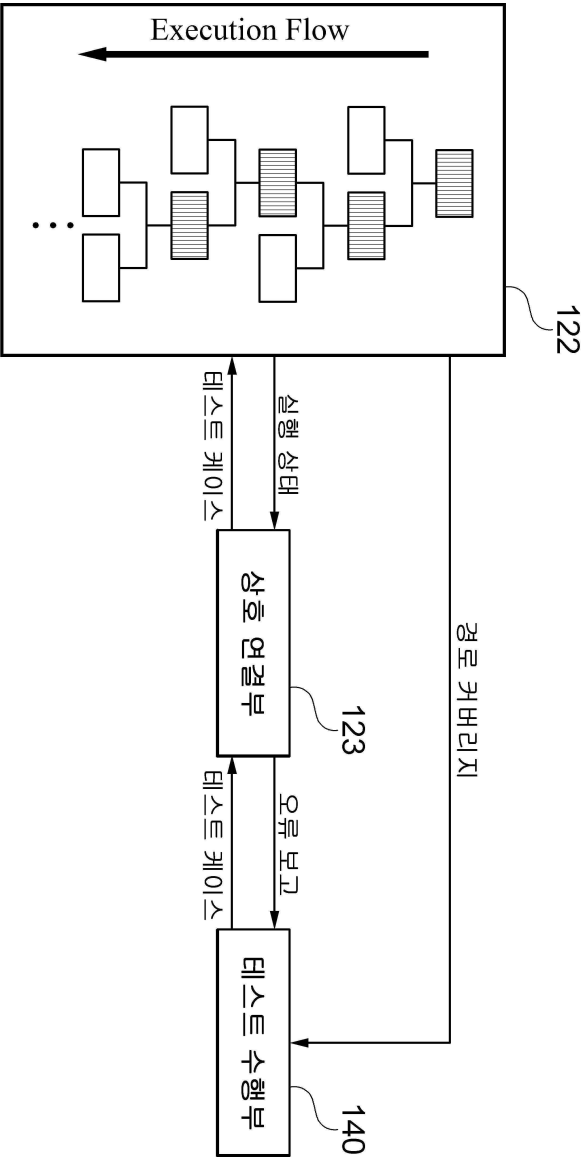 Execution Flow
...
122
실행 상태
테스트 케이스
상호 연결부
123
경로 커버리지
오류 보고
테스트 케이스
테스트 수행부
140